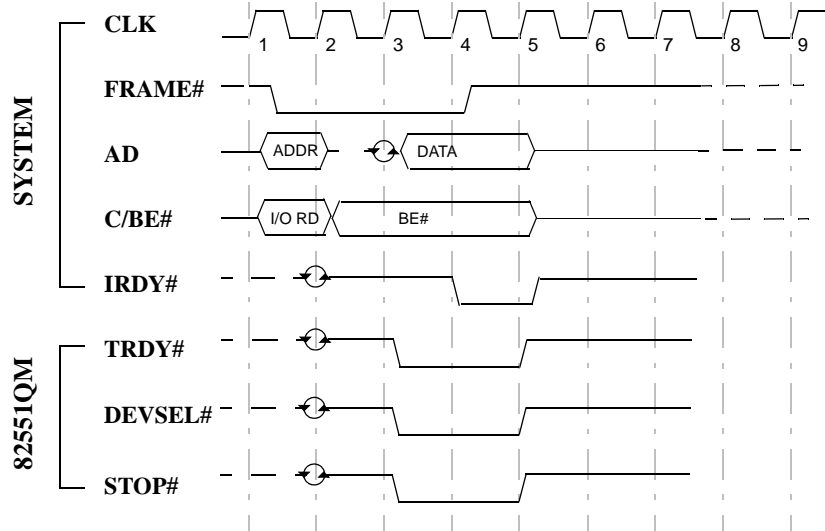 SYSTEM
CLK
1 2 3 4 5 6 7 8 9
FRAME#
AD
ADDR
DATA
C/BE#
I/O RD
BE#
IRDY#
82551QM
TRDY#
DEVSEL#
STOP#